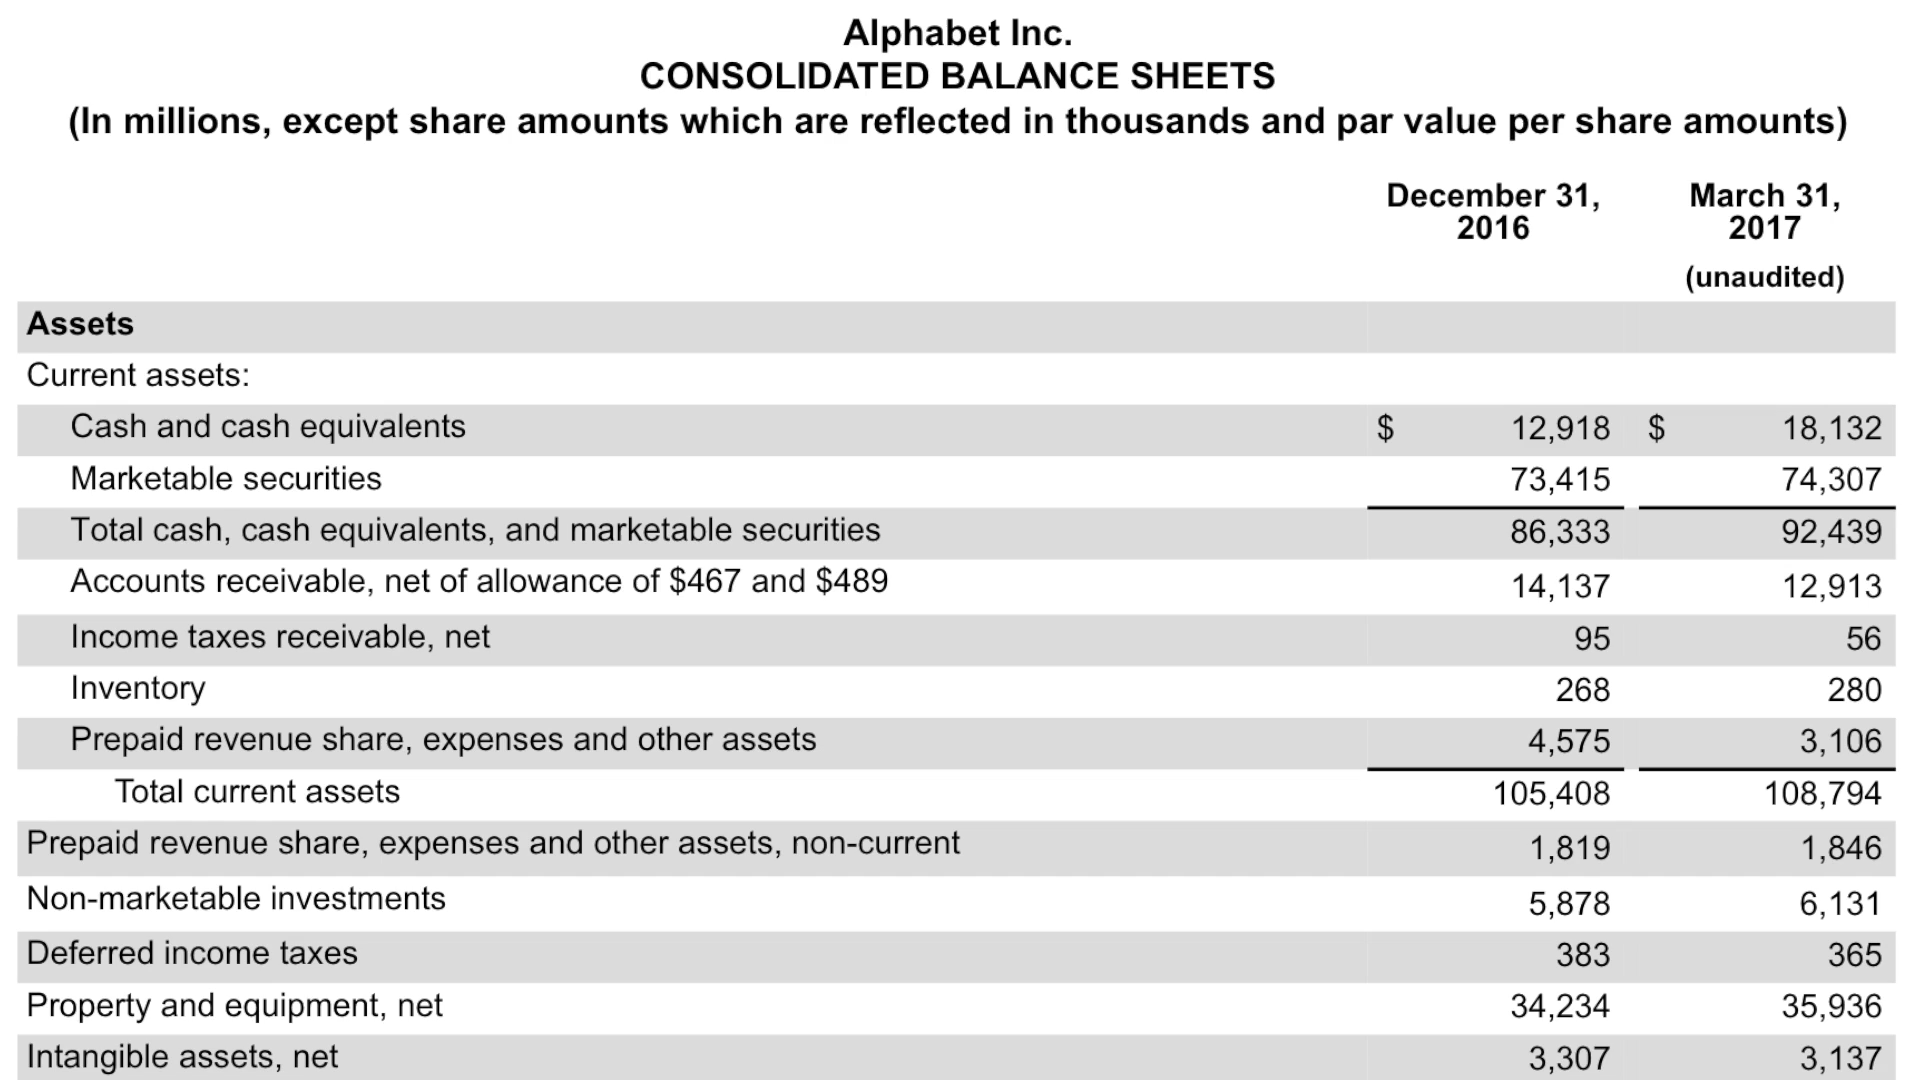 Alphabet Inc.
CONSOLIDATED BALANCE SHEETS
(In millions, except share amounts which are reflected in thousands and par value per share amounts)
December 31, March 31,
2016 2017
(unaudited)
Assets
Current assets:
Cash and cash equivalents $ 12,918 $ 18,132
Marketable securities 73,415 74,307
Total cash, cash equivalents, and marketable securities 86,333 92,439
Accounts receivable, net of allowance of $467 and $489 14,137 12,913
Income taxes receivable, net 95 56
Inventory 268 280
Prepaid revenue share, expenses and other assets 4,575 3,106
Total current assets 105,408 108,794
Prepaid revenue share, expenses and other assets, non-current 1,819 1,846
Non-marketable investments 5,878 6,131
Deferred income taxes 383 365
Property and equipment, net 34,234 35,936
Intangible assets, net 3,307 3,137